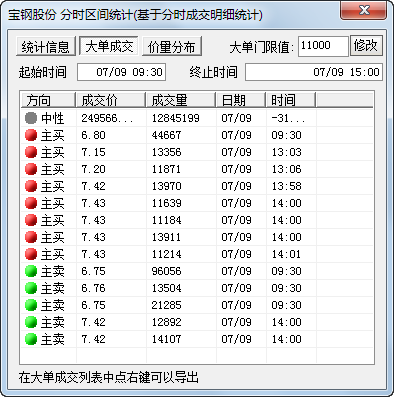 宝钢股份 分时区间统计(基于分时成交明细统计)
统计信息 大单成交 价量分布 大单门限值: 11000 修改
起始时间 07/09 09:30 终止时间 07/09 15:00
方向 成交价 成交量 日期 时间
中性 249566... 12845199 07/09 -31...
主买 6.80 44667 07/09 09:30
主买 7.15 13356 07/09 13:03
主买 7.20 11871 07/09 13:06
主买 7.42 13970 07/09 13:58
主买 7.43 11639 07/09 14:00
主买 7.43 11184 07/09 14:00
主买 7.43 13911 07/09 14:00
主买 7.43 11214 07/09 14:01
主卖 6.75 96056 07/09 09:30
主卖 6.76 13504 07/09 09:30
主卖 6.75 21285 07/09 09:30
主卖 7.42 12892 07/09 14:00
主卖 7.42 14107 07/09 14:00
在大单成交列表中点右键可以导出